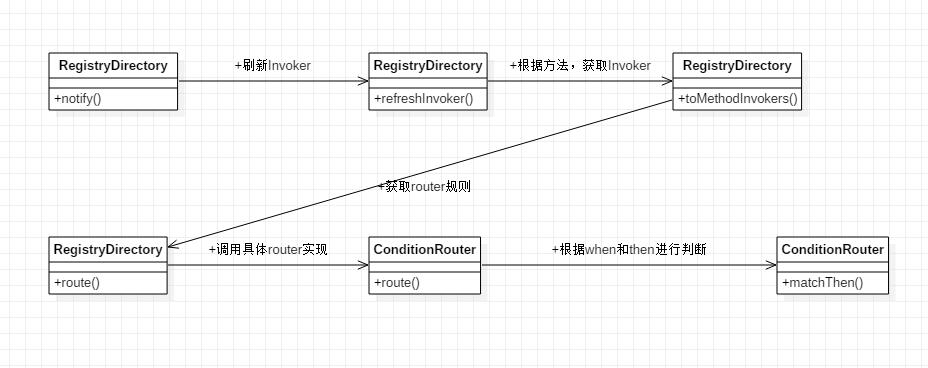 RegistryDirectory
+notify()
+刷新Invoker
RegistryDirectory
+refreshInvoker()
+根据方法，获取Invoker
RegistryDirectory
+toMethodInvokers()
+获取router规则
RegistryDirectory
+route()
+调用具体router实现
ConditionRouter
+route()
+根据when和then进行判断
ConditionRouter
+matchThen()